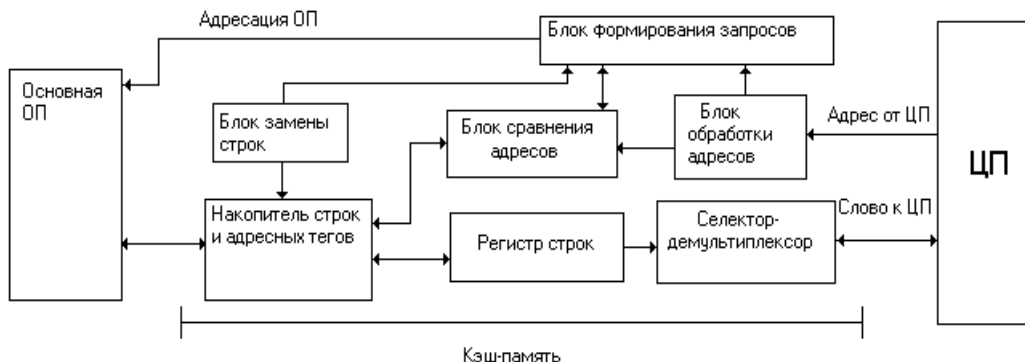 Адресация ОП
Блок формирования запросов
Основная
ОП
Блок замены
строк
Блок сравнения
адресов
Блок
обработки
адресов
Адрес от ЦП
ЦП
Накопитель строк
и адресных тегов
Регистр строк
Селектор-
демультиплексор
Слово к ЦП
Кэш-память